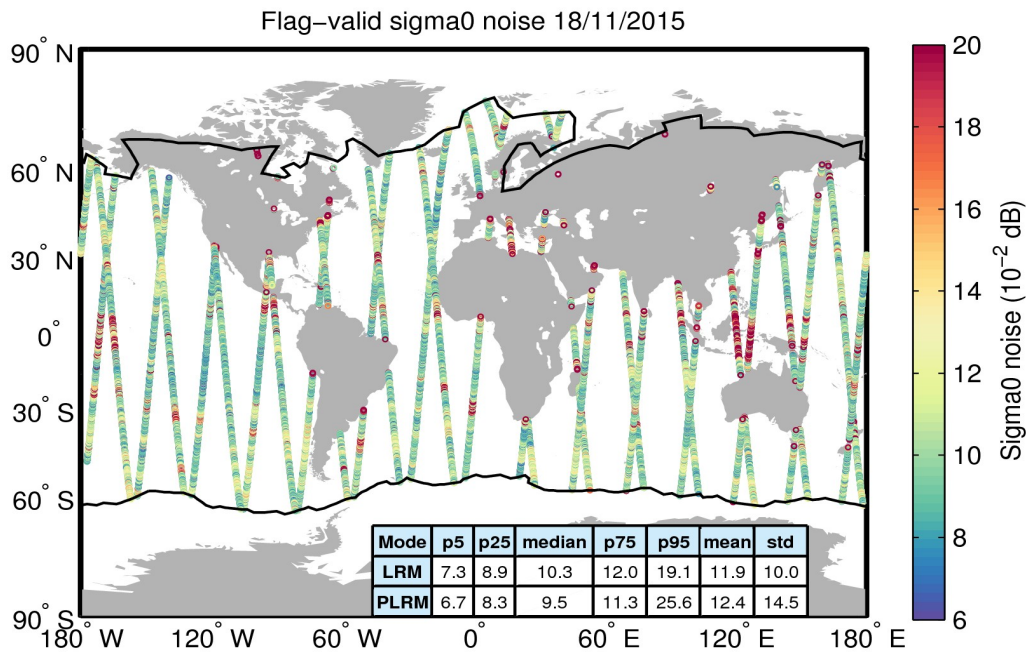 Flag−valid sigma0 noise 18/11/2015
90° N
60° N
30° N
0°
30° S
60° S
90° S
180° W
120° W
60° W
0°
60° E
120° E
180° E
20
18
16
14
12
10
8
6
Sigma0 noise (10⁻² dB)
Mode p5 p25 median p75 p95 mean std
LRM 7.3 8.9 10.3 12.0 19.1 11.9 10.0
PLRM 6.7 8.3 9.5 11.3 25.6 12.4 14.5